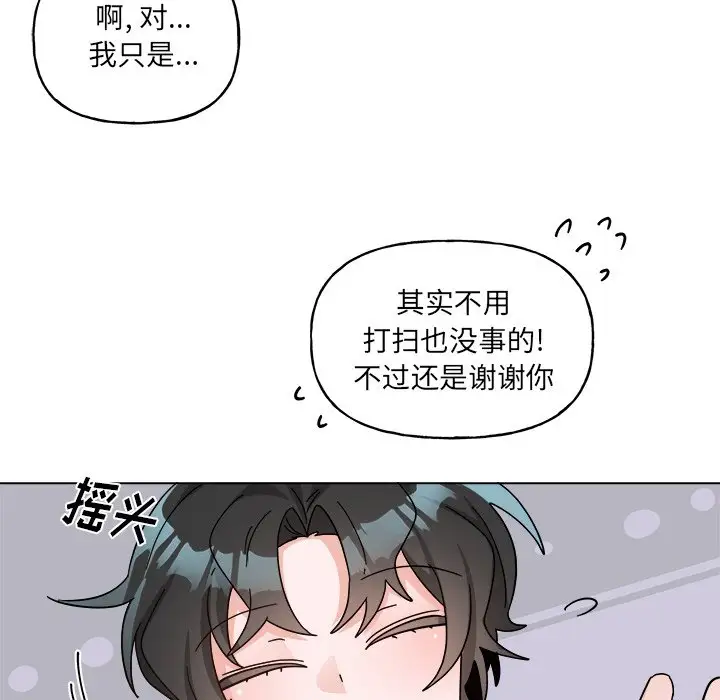 啊, 对...
我只是...
其实不用
打扫也没事的!
不过还是谢谢你
摇头